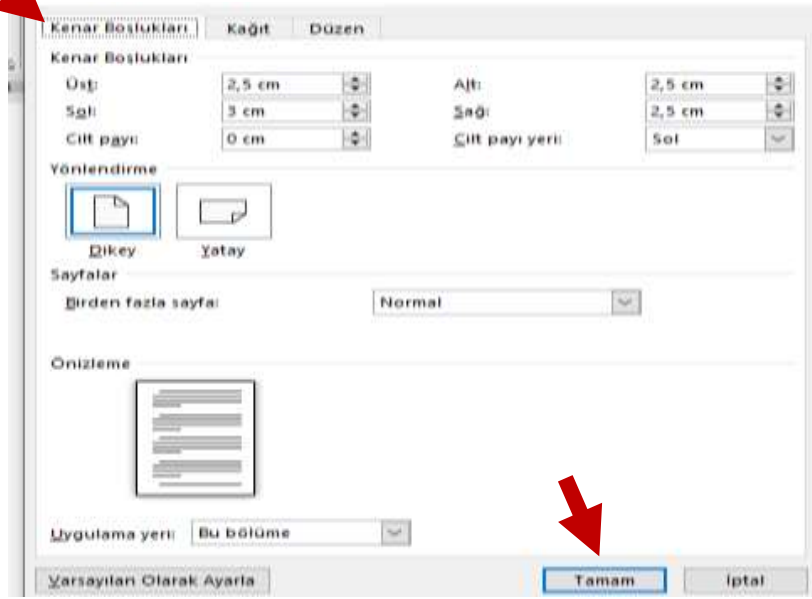 Kenar Boşlukları Kağıt Düzen
Kenar Boşlukları
Üst: 2,5 cm Alt: 2,5 cm
Sol: 3 cm Sağ: 2,5 cm
Cilt payı: 0 cm Cilt payı yeri: Sol
Yönlendirme
Dikey Yatay
Sayfalar
Birden fazla sayfa: Normal
Önizleme
Uygulama yeri: Bu bölüme
Varsayılan Olarak Ayarla Tamam İptal